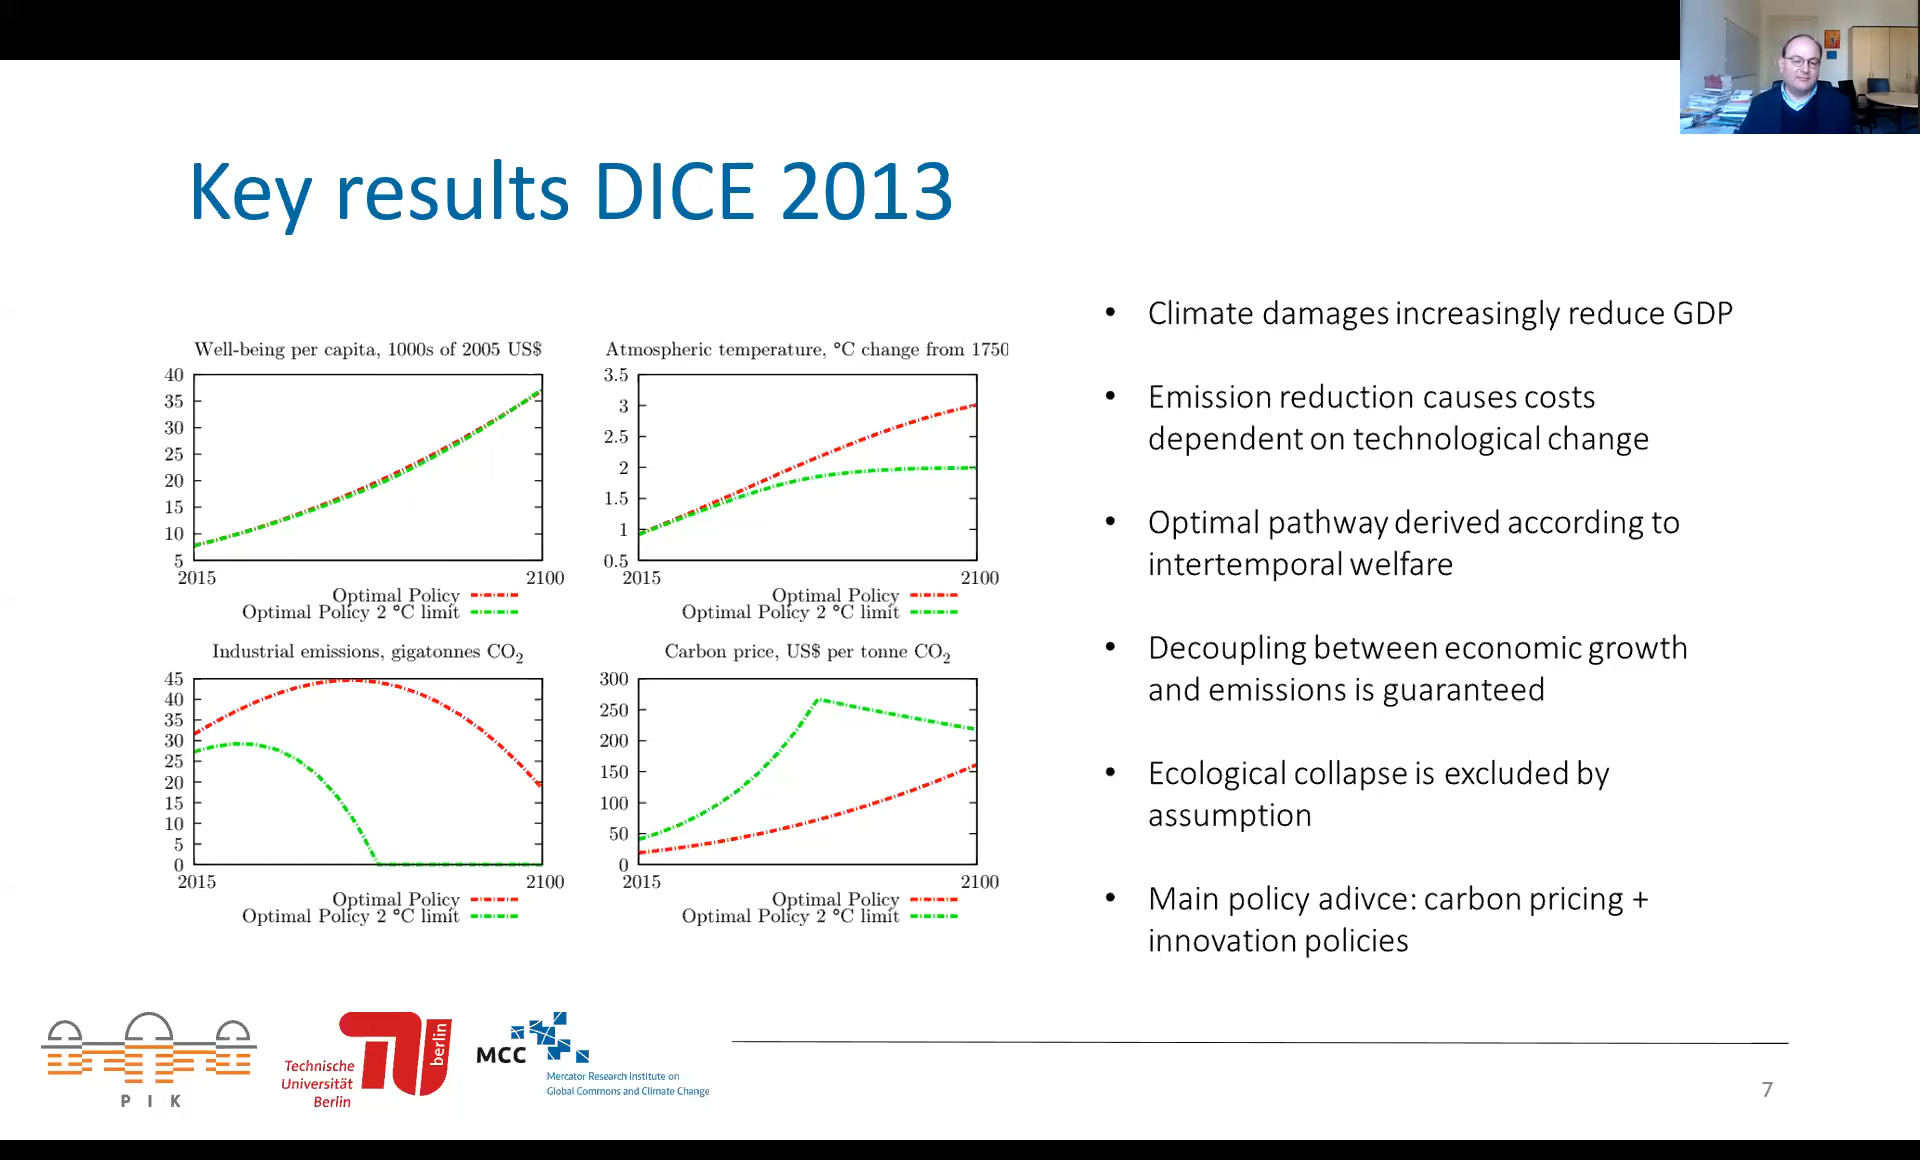 Key results DICE 2013
Well-being per capita, 1000s of 2005 US$
40
35
30
25
20
15
10
5
2015
2100
Optimal Policy
Optimal Policy 2 °C limit
Atmospheric temperature, °C change from 1750
3.5
3
2.5
2
1.5
1
0.5
2015
2100
Optimal Policy
Optimal Policy 2 °C limit
Industrial emissions, gigatonnes CO2
45
40
35
30
25
20
15
10
5
0
2015
2100
Optimal Policy
Optimal Policy 2 °C limit
Carbon price, US$ per tonne CO2
300
250
200
150
100
50
0
2015
2100
Optimal Policy
Optimal Policy 2 °C limit
• Climate damages increasingly reduce GDP
• Emission reduction causes costs
dependent on technological change
• Optimal pathway derived according to
intertemporal welfare
• Decoupling between economic growth
and emissions is guaranteed
• Ecological collapse is excluded by
assumption
• Main policy adivce: carbon pricing +
innovation policies
PIK
Technische
Universität
Berlin
berlin
MCC
Mercator Research Institute on
Global Commons and Climate Change
7